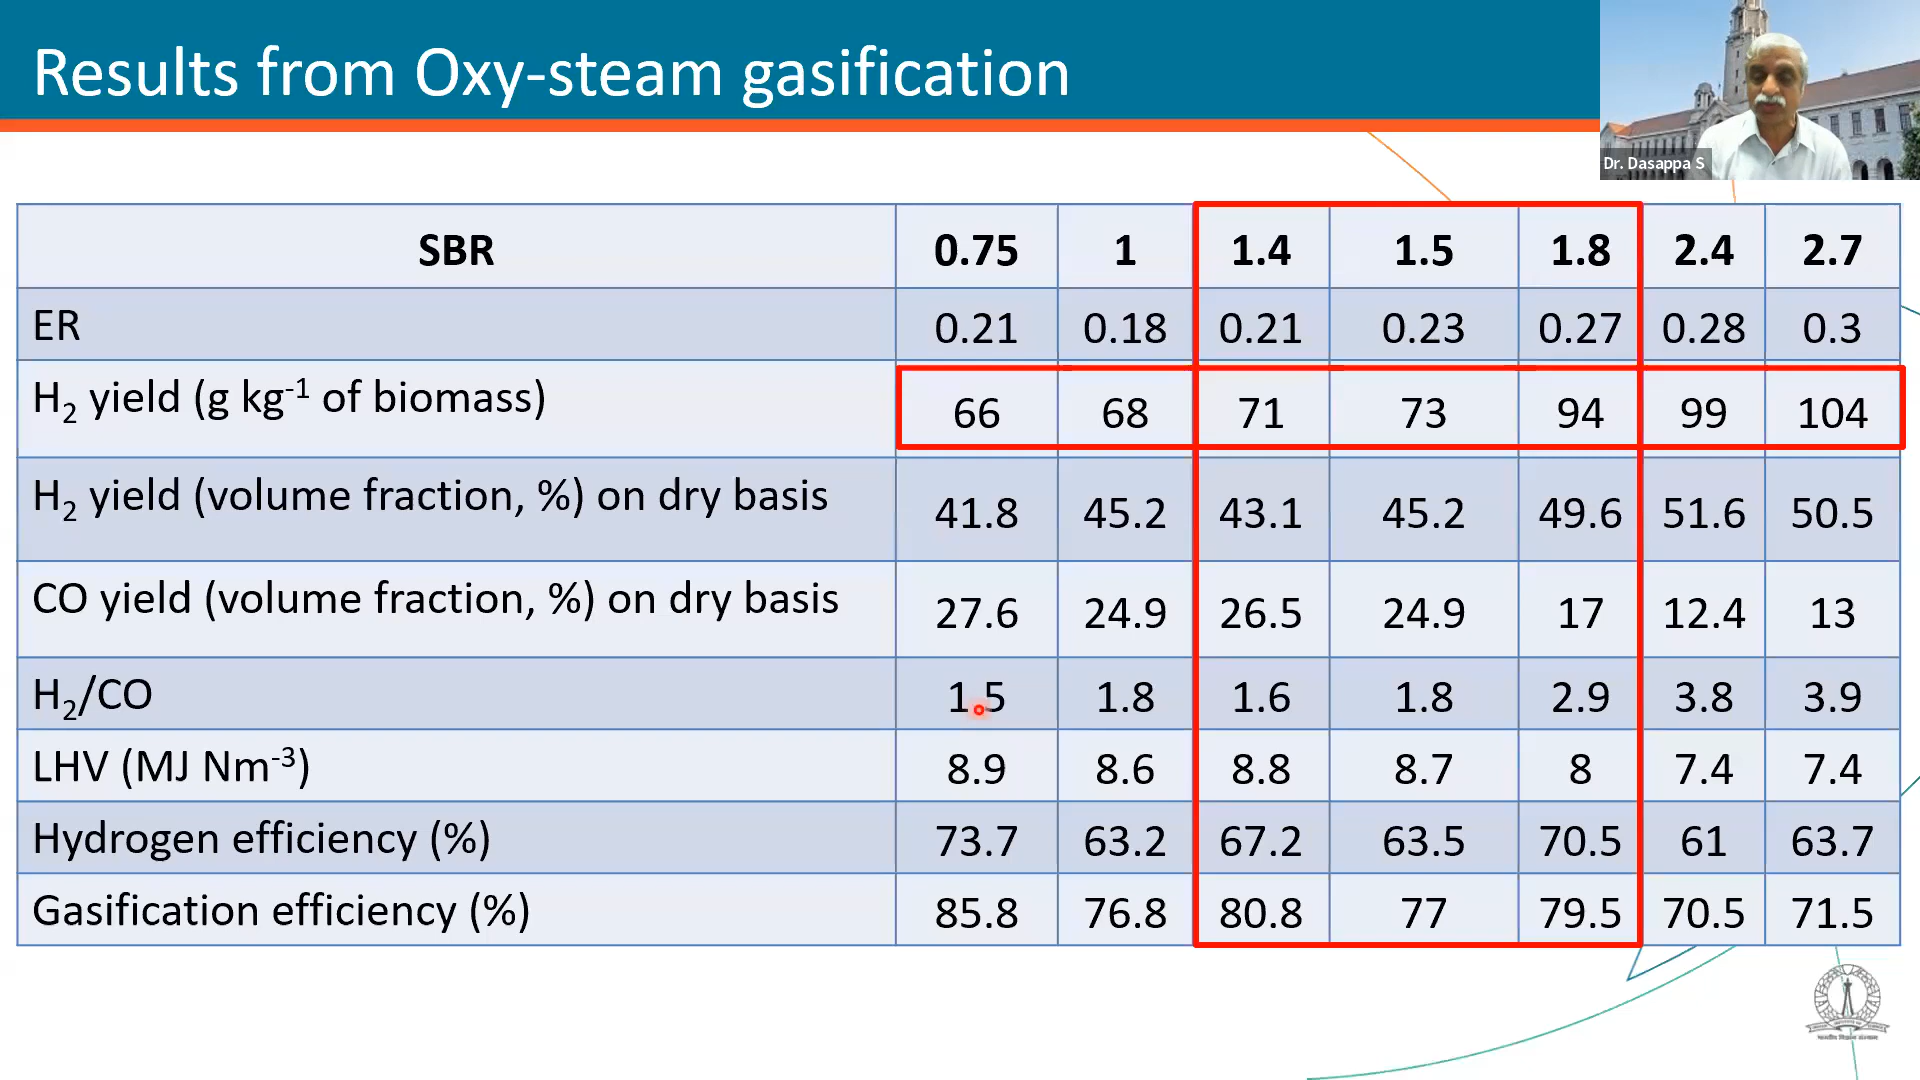 Results from Oxy-steam gasification
Dr. Dasappa S
SBR 0.75 1 1.4 1.5 1.8 2.4 2.7
ER 0.21 0.18 0.21 0.23 0.27 0.28 0.3
H₂ yield (g kg⁻¹ of biomass) 66 68 71 73 94 99 104
H₂ yield (volume fraction, %) on dry basis 41.8 45.2 43.1 45.2 49.6 51.6 50.5
CO yield (volume fraction, %) on dry basis 27.6 24.9 26.5 24.9 17 12.4 13
H₂/CO 1.5 1.8 1.6 1.8 2.9 3.8 3.9
LHV (MJ Nm⁻³) 8.9 8.6 8.8 8.7 8 7.4 7.4
Hydrogen efficiency (%) 73.7 63.2 67.2 63.5 70.5 61 63.7
Gasification efficiency (%) 85.8 76.8 80.8 77 79.5 70.5 71.5